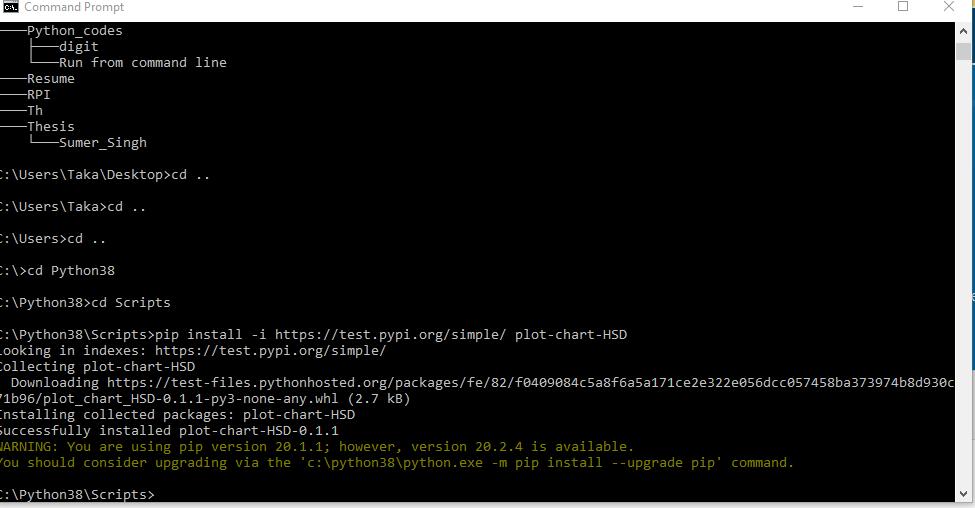 Command Prompt
Python_codes
digit
Run from command line
Resume
RPI
Th
Thesis
Sumer_Singh
C:\Users\Taka\Desktop>cd ..
C:\Users\Taka>cd ..
C:\Users>cd ..
C:\>cd Python38
C:\Python38>cd Scripts
C:\Python38\Scripts>pip install -i https://test.pypi.org/simple/ plot-chart-HSD
Looking in indexes: https://test.pypi.org/simple/
Collecting plot-chart-HSD
Downloading https://test-files.pythonhosted.org/packages/fe/82/f0409084c5a8f6a5a171ce2e322e056dcc057458ba373974b8d930c
71b96/plot_chart_HSD-0.1.1-py3-none-any.whl (2.7 kB)
Installing collected packages: plot-chart-HSD
Successfully installed plot-chart-HSD-0.1.1
WARNING: You are using pip version 20.1.1; however, version 20.2.4 is available.
You should consider upgrading via the 'c:\python38\python.exe -m pip install --upgrade pip' command.
C:\Python38\Scripts>